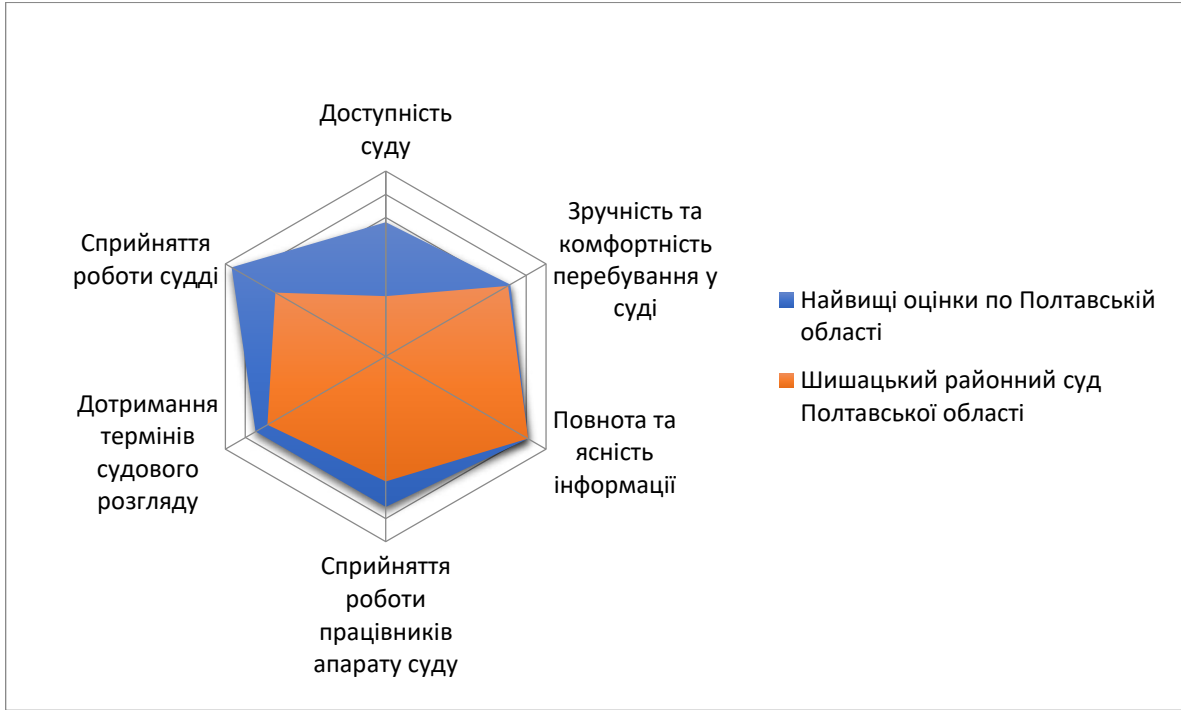 Доступність
суду
Зручність та
комфортність
перебування у
суді
Повнота та
ясність
інформації
Сприйняття
роботи
працівників
апарату суду
Дотримання
термінів
судового
розгляду
Сприйняття
роботи судді
Найвищі оцінки по Полтавській
області
Шишацький районний суд
Полтавської області